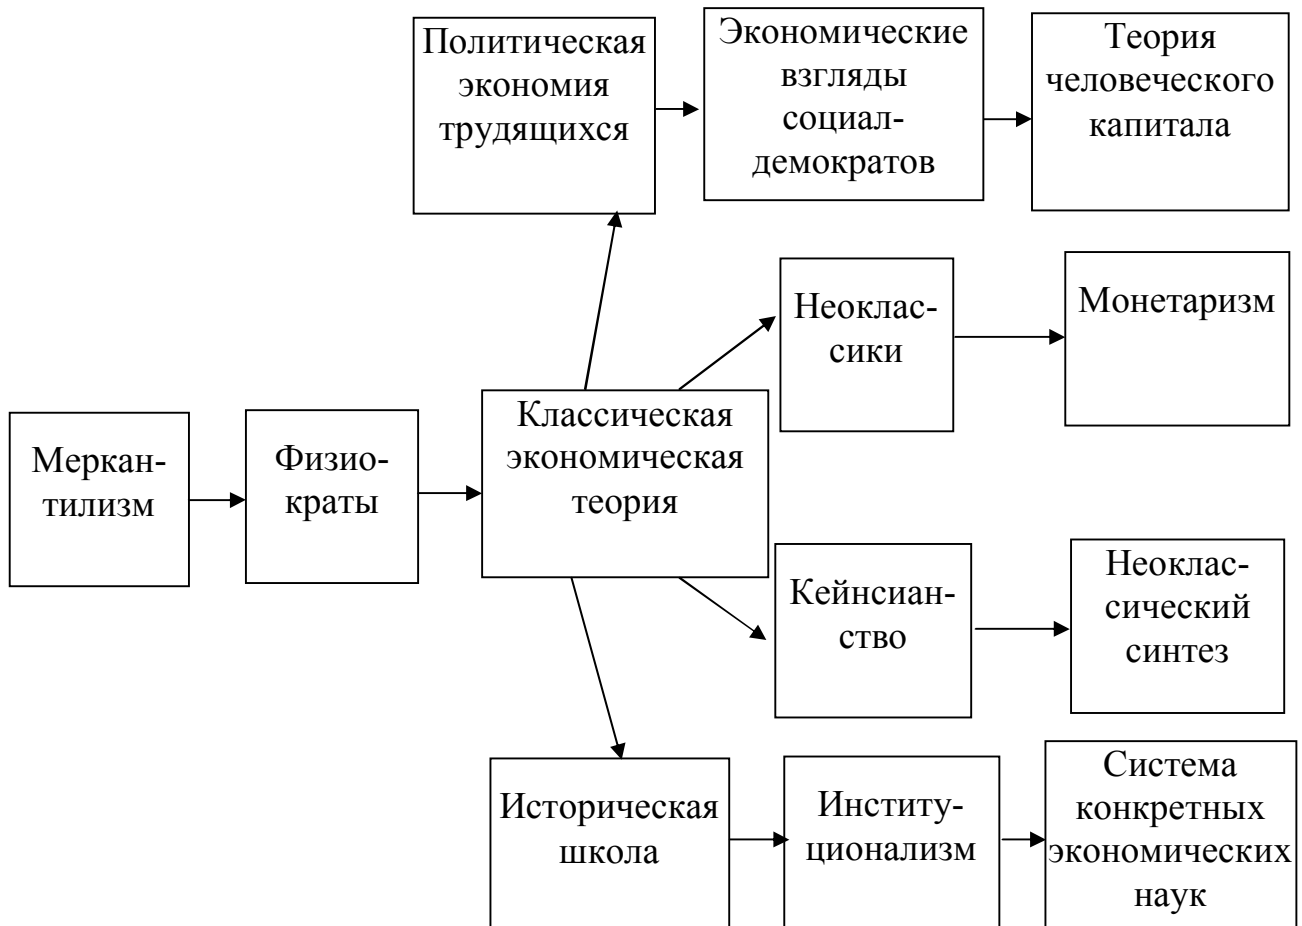 Политическая
экономия
трудящихся
Экономические
взгляды
социал-
демократов
Теория
человеческого
капитала
Неоклас-
сики
Монетаризм
Меркан-
тилизм
Физио-
краты
Классическая
экономическая
теория
Кейнсиан-
ство
Неоклас-
сический
синтез
Историческая
школа
Институ-
ционализм
Система
конкретных
экономических
наук